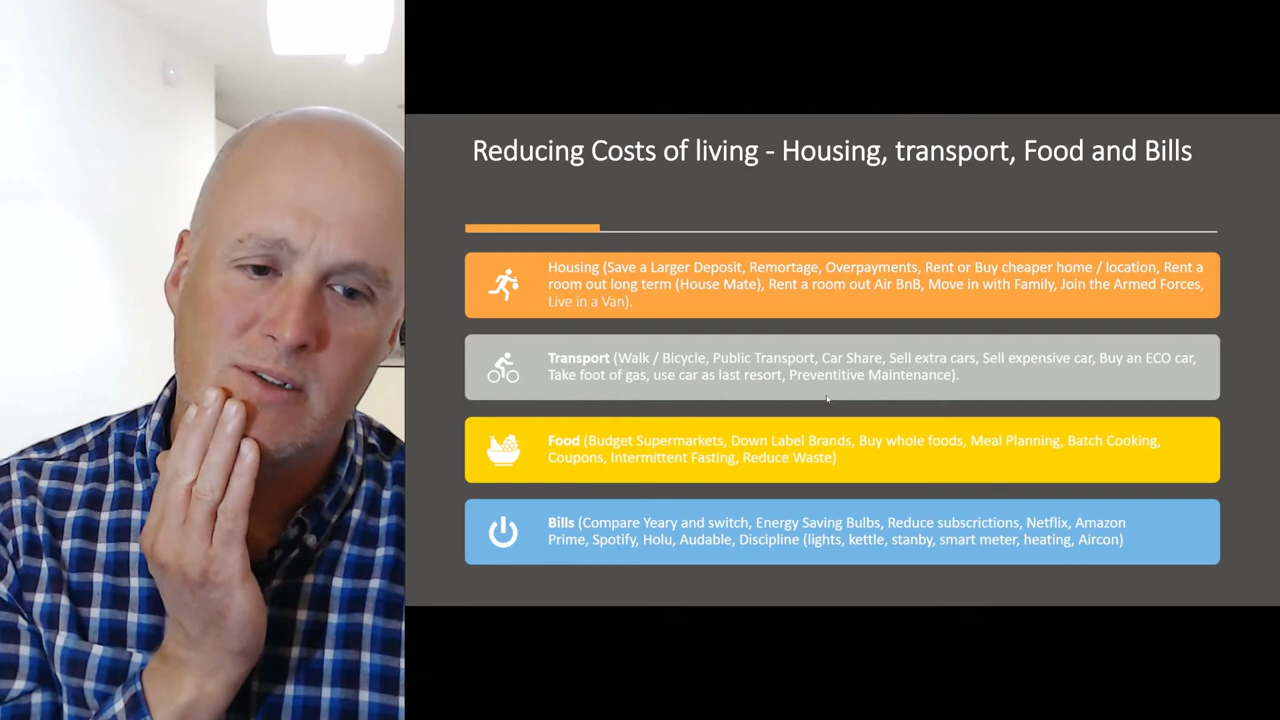 Reducing Costs of living - Housing, transport, Food and Bills
Housing (Save a Larger Deposit, Remortage, Overpayments, Rent or Buy cheaper home / location, Rent a
room out long term (House Mate), Rent a room out Air BnB, Move in with Family, Join the Armed Forces,
Live in a Van).
Transport (Walk / Bicycle, Public Transport, Car Share, Sell extra cars, Sell expensive car, Buy an ECO car,
Take foot of gas, use car as last resort, Preventitive Maintenance).
Food (Budget Supermarkets, Down Label Brands, Buy whole foods, Meal Planning, Batch Cooking,
Coupons, Intermittent Fasting, Reduce Waste)
Bills (Compare Yeary and switch, Energy Saving Bulbs, Reduce subscrictions, Netflix, Amazon
Prime, Spotify, Holu, Audable, Discipline (lights, kettle, stanby, smart meter, heating, Aircon)